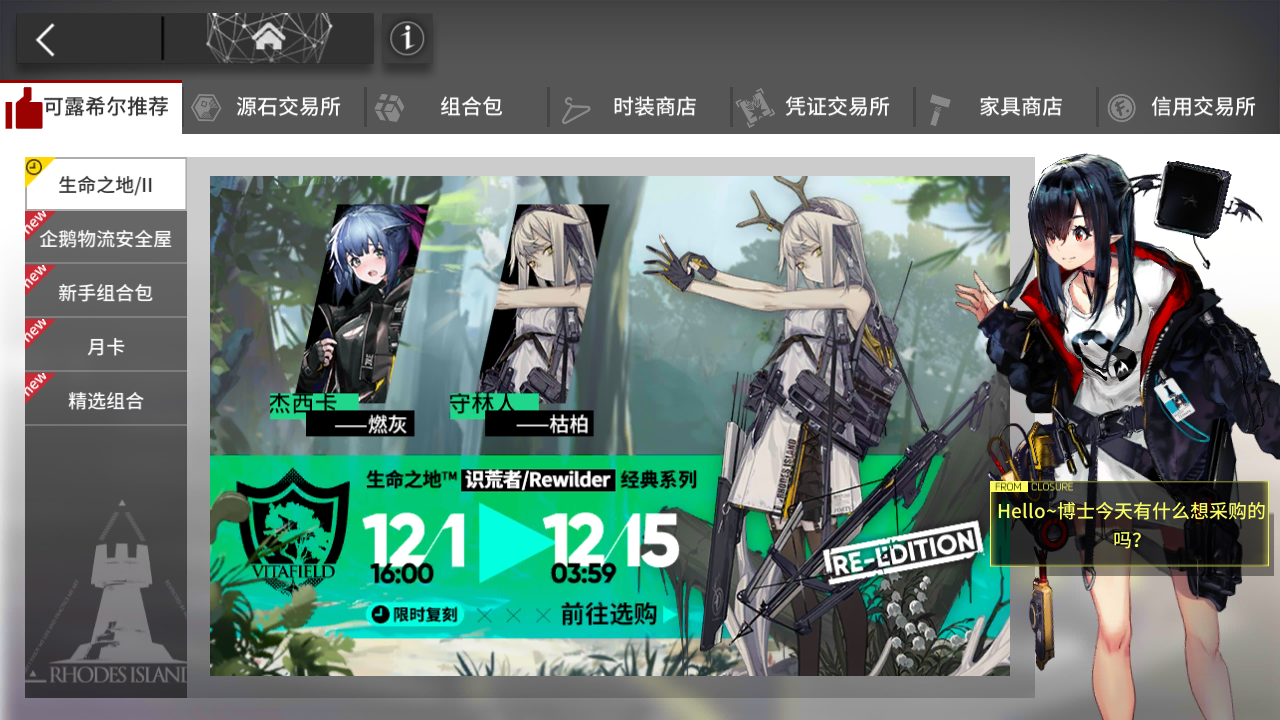 可露希尔推荐
源石交易所
组合包
时装商店
凭证交易所
家具商店
信用交易所
生命之地/II
new
企鹅物流安全屋
new
新手组合包
new
月卡
new
精选组合
RHODES ISLAND
杰西卡
——燃灰
守林人
——枯柏
生命之地™ 识荒者/Rewilder 经典系列
12/1
16:00
12/15
03:59
VITAFIELD
限时复刻
前往选购
RE-EDITION
RHODES ISLAND
FROM CLOSURE
Hello~博士今天有什么想采购的
吗?